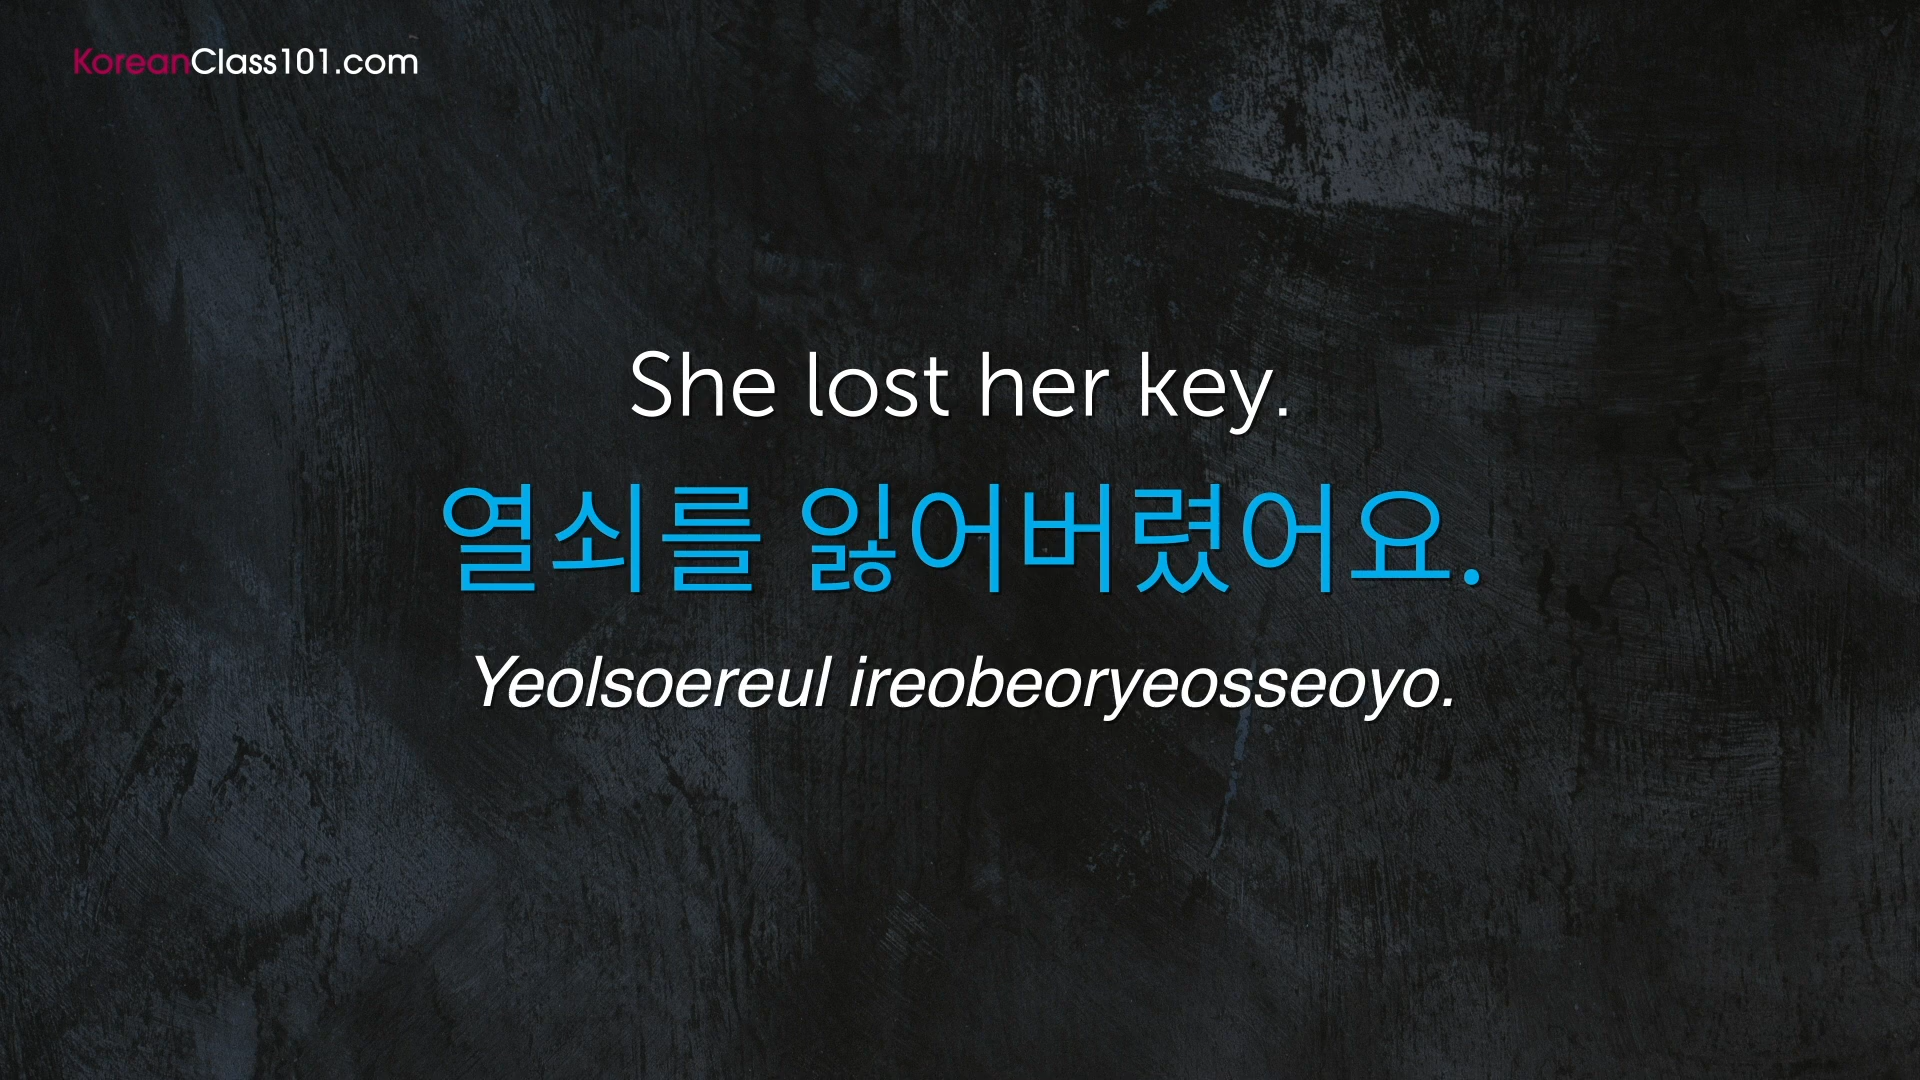 KoreanClass101.com
She lost her key.
열쇠를 잃어버렸어요.
Yeolsoereul ireobeoryeosseoyo.